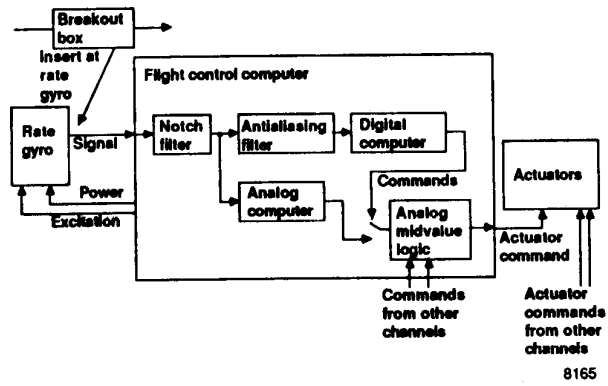 Breakout
box
Insert at
rate
gyro
Flight control computer
Rate
gyro
Signal
Notch
filter
Antialiasing
filter
Digital
computer
Power
Excitation
Analog
computer
Commands
Analog
midvalue
logic
Actuators
Actuator
command
Commands
from other
channels
Actuator
commands
from other
channels
8165